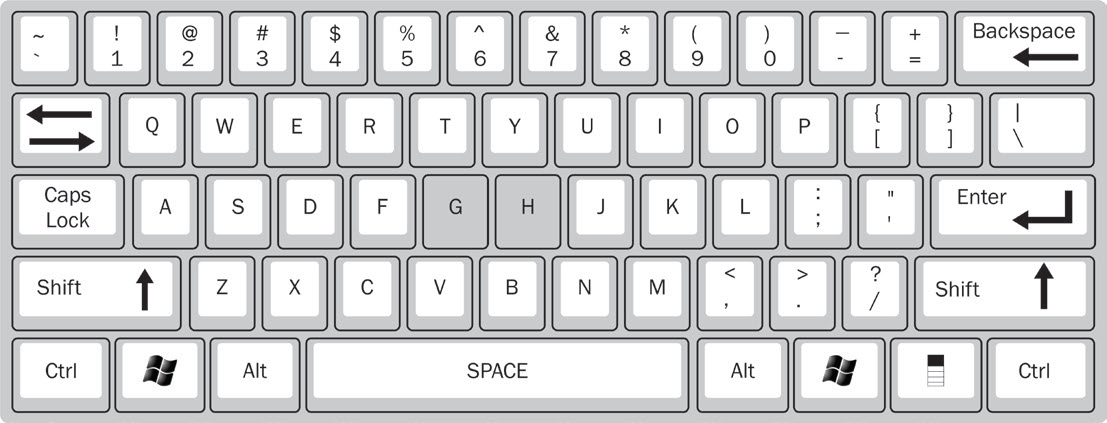 ~ ! @ # $ % ^ & * ( ) — + Backspace
` 1 2 3 4 5 6 7 8 9 0 - =
Q W E R T Y U I O P { } |
[ ] \
Caps Lock A S D F G H J K L : " Enter
; '
Shift Z X C V B N M < > ? Shift
, . /
Ctrl Alt SPACE Alt Ctrl